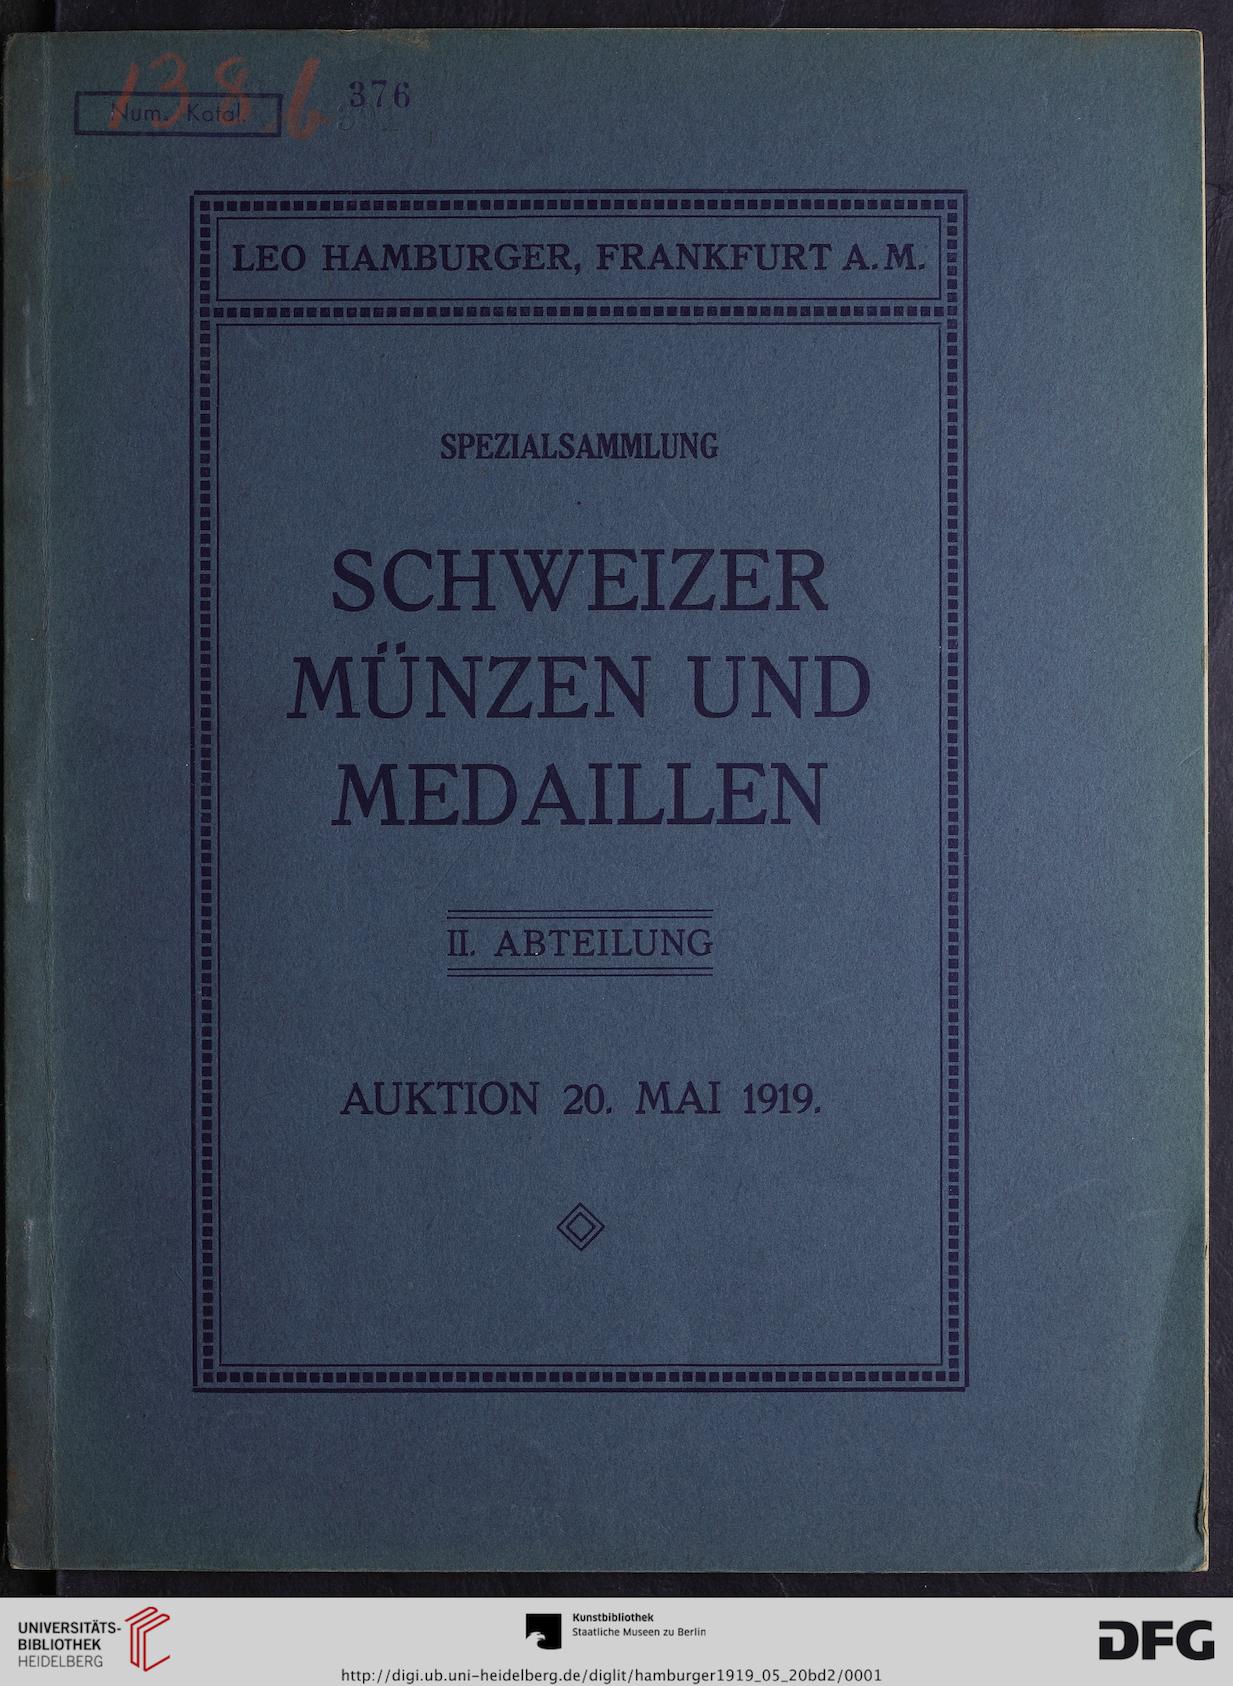 1386
Num. Katal.
376
LEO HAMBURGER, FRANKFURT A.M.
SPEZIALSAMMLUNG
SCHWEIZER
MÜNZEN UND
MEDAILLEN
II. ABTEILUNG
AUKTION 20. MAI 1919.
UNIVERSITÄTS-
BIBLIOTHEK
HEIDELBERG
Kunstbibliothek
Staatliche Museen zu Berlin
DFG
http://digi.ub.uni-heidelberg.de/diglit/hamburger1919_05_20bd2/0001